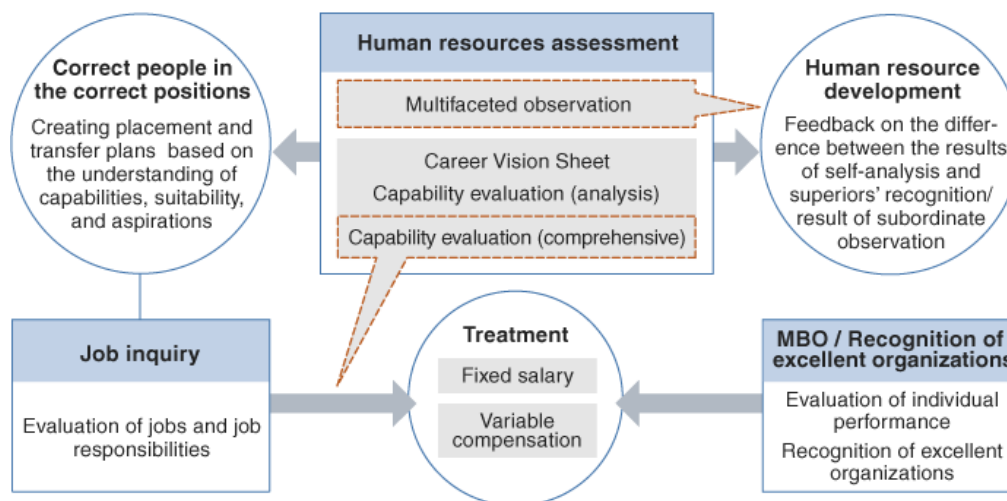 Correct people in
the correct positions
Creating placement and
transfer plans based on
the understanding of
capabilities, suitability,
and aspirations
Human resources assessment
Multifaceted observation
Career Vision Sheet
Capability evaluation (analysis)
Capability evaluation (comprehensive)
Human resource
development
Feedback on the differ-
ence between the results
of self-analysis and
superiors' recognition/
result of subordinate
observation
Job inquiry
Evaluation of jobs and job
responsibilities
Treatment
Fixed salary
Variable
compensation
MBO / Recognition of
excellent organizations
Evaluation of individual
performance
Recognition of excellent
organizations